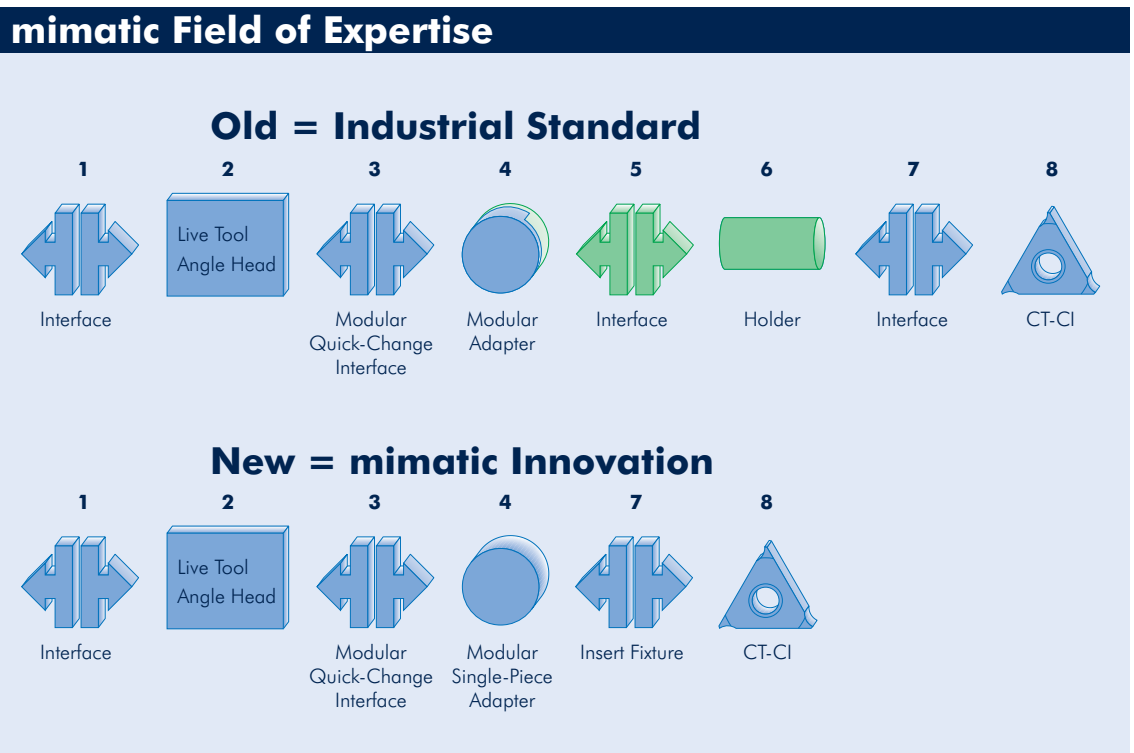 mimatic Field of Expertise
Old = Industrial Standard
1 2 3 4 5 6 7 8
Live Tool
Angle Head
Interface
Modular
Quick-Change
Interface
Modular
Adapter
Interface
Holder
Interface
CT-CI
New = mimatic Innovation
1 2 3 4 7 8
Live Tool
Angle Head
Interface
Modular
Quick-Change
Interface
Modular
Single-Piece
Adapter
Insert Fixture
CT-CI